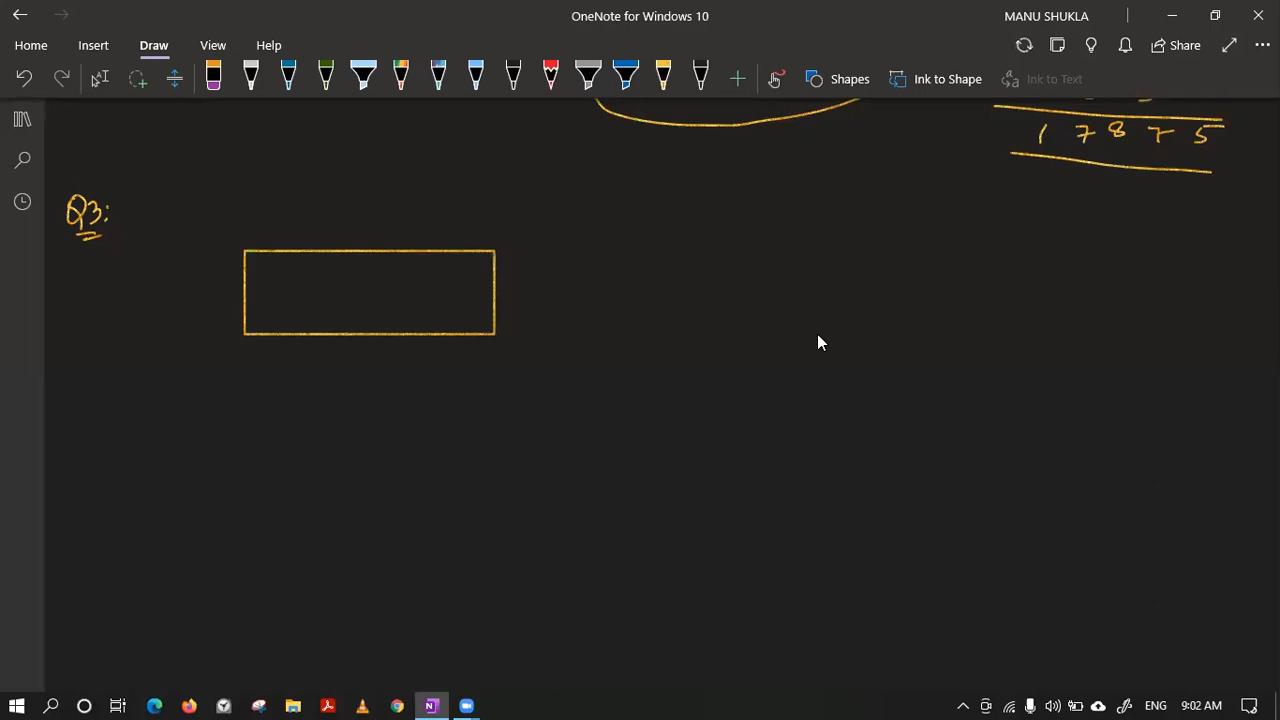 OneNote for Windows 10
MANU SHUKLA
Home Insert Draw View Help
Share
Shapes
Ink to Shape
Ink to Text
1 7 8 7 5
Q3:
ENG
9:02 AM